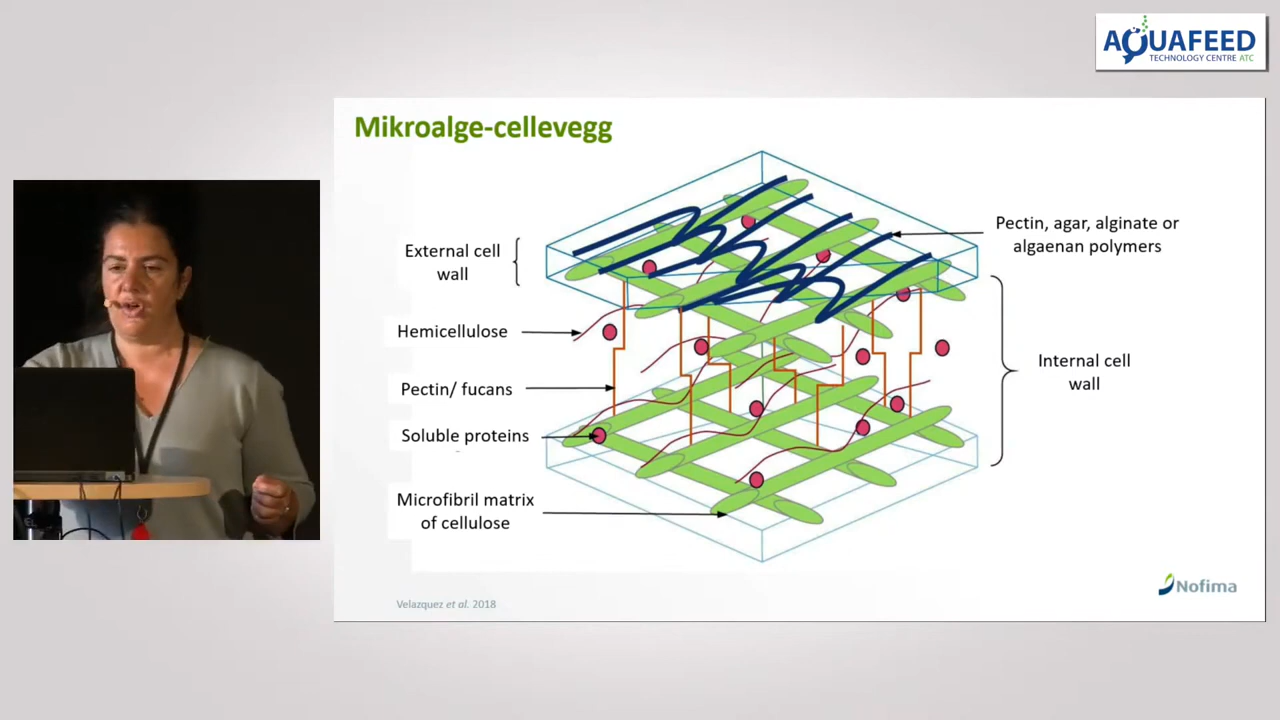 AQUAFEED
TECHNOLOGY CENTRE ATC
Mikroalge-cellevegg
External cell
wall
Hemicellulose
Pectin/ fucans
Soluble proteins
Microfibril matrix
of cellulose
Pectin, agar, alginate or
algaenan polymers
Internal cell
wall
Velazquez et al. 2018
Nofima